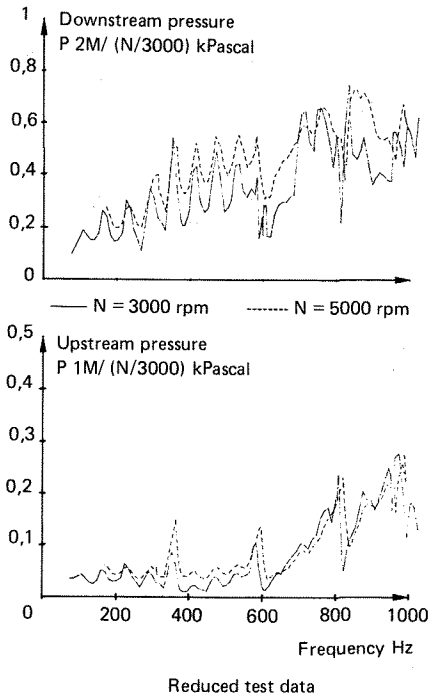 1
Downstream pressure
P 2M/ (N/3000) kPascal
0,8
0,6
0,4
0,2
0
N = 3000 rpm
N = 5000 rpm
0,5
Upstream pressure
P 1M/ (N/3000) kPascal
0,4
0,3
0,2
0,1
0
200
400
600
800
1000
Frequency Hz
Reduced test data